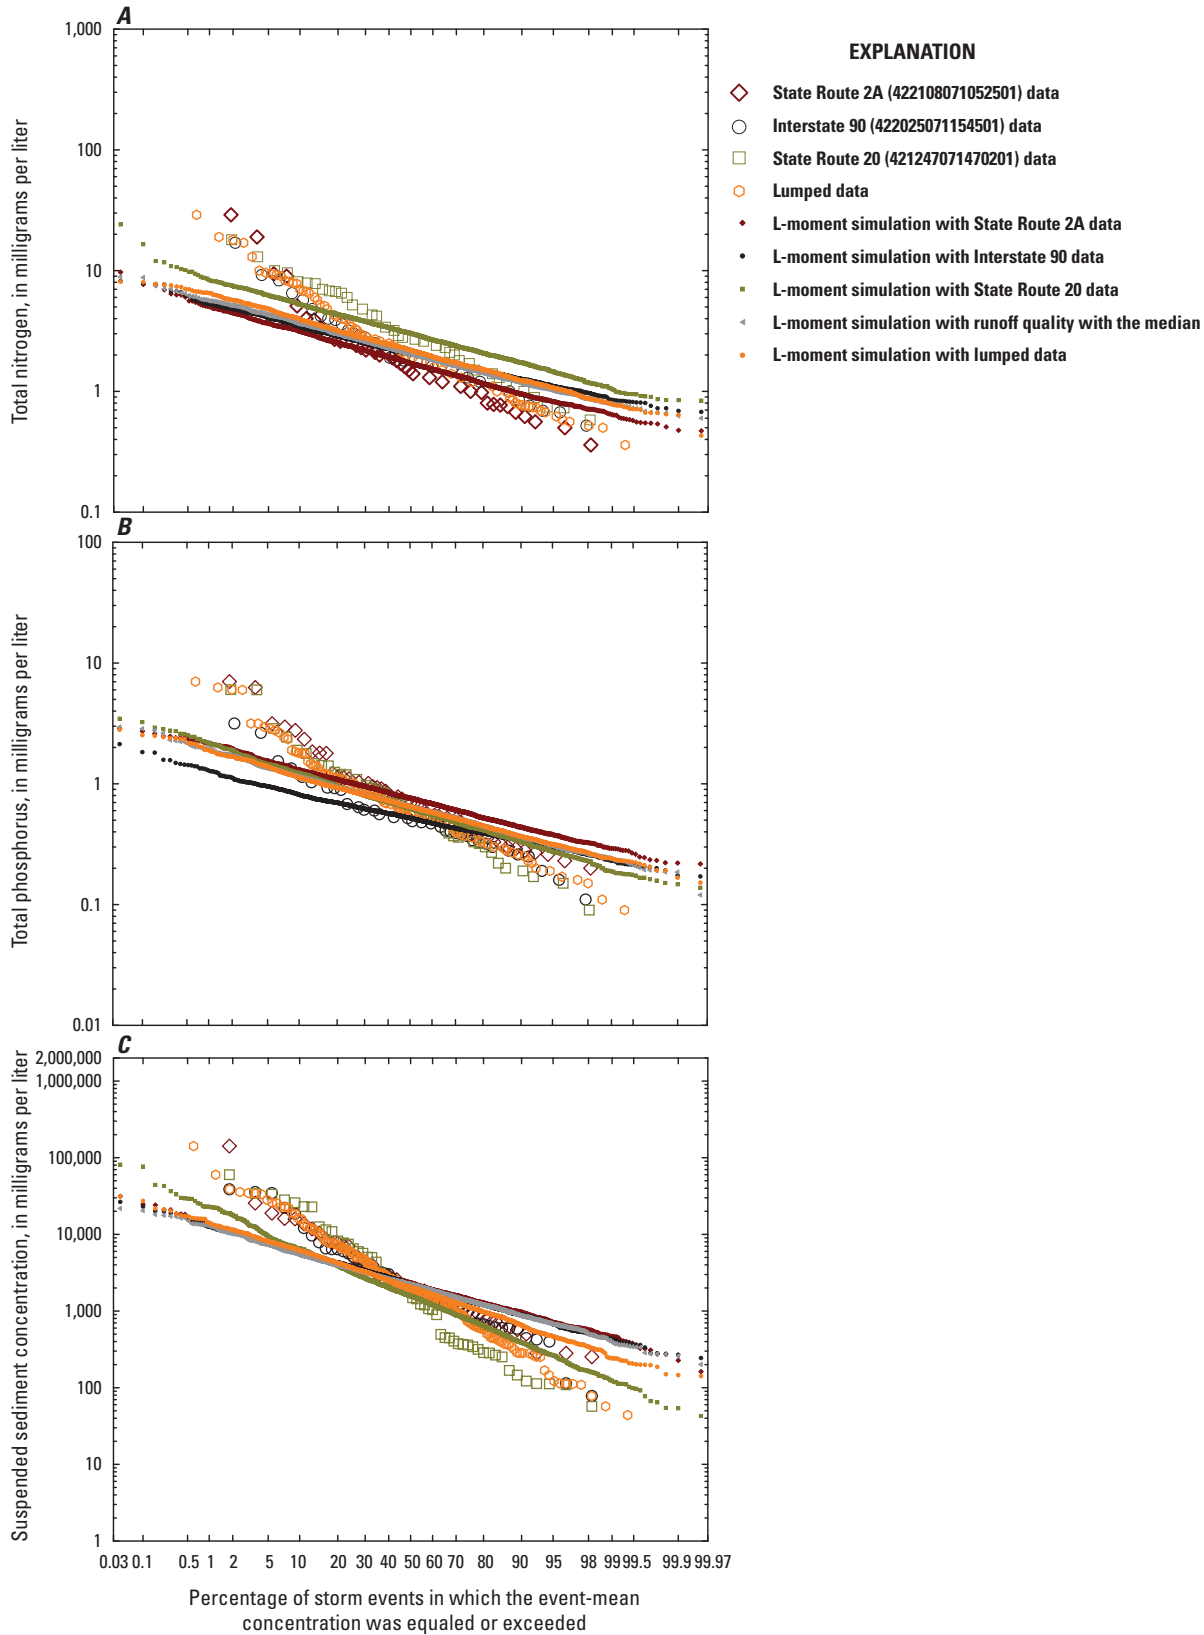 A
Total nitrogen, in milligrams per liter
1,000
100
10
1
0.1
EXPLANATION
State Route 2A (422108071052501) data
Interstate 90 (422025071154501) data
State Route 20 (421247071470201) data
Lumped data
L-moment simulation with State Route 2A data
L-moment simulation with Interstate 90 data
L-moment simulation with State Route 20 data
L-moment simulation with runoff quality with the median
L-moment simulation with lumped data
B
Total phosphorus, in milligrams per liter
100
10
1
0.1
0.01
C
Suspended sediment concentration, in milligrams per liter
2,000,000
1,000,000
100,000
10,000
1,000
100
10
1
0.03 0.1 0.5 1 2 5 10 20 30 40 50 60 70 80 90 95 98 99 99.5 99.9 99.97
Percentage of storm events in which the event-mean
concentration was equaled or exceeded